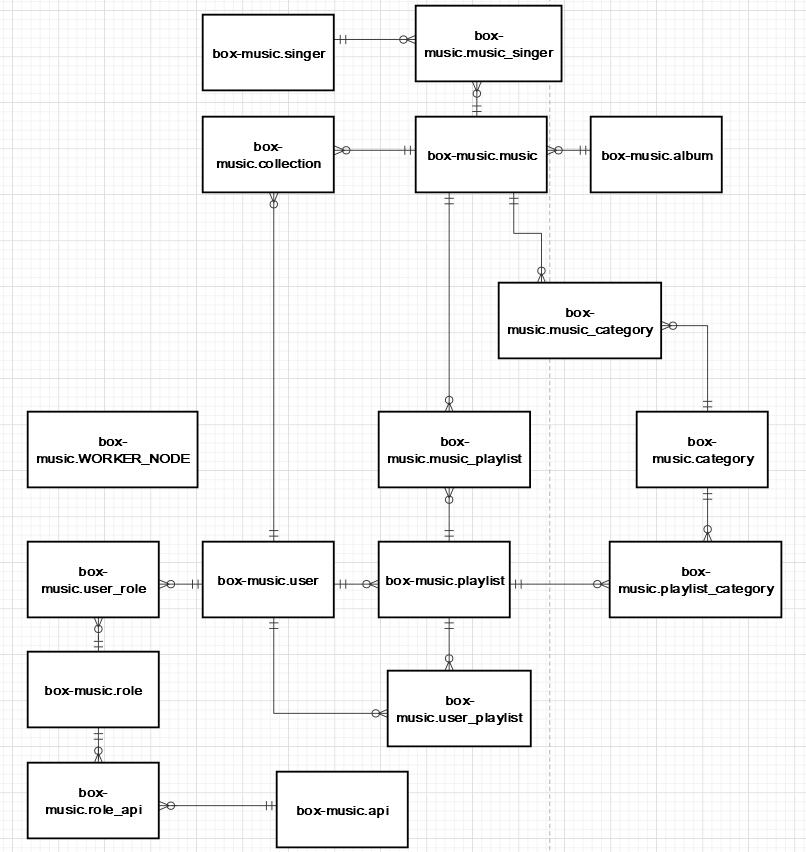 box-
music.music_singer
box-music.singer
box-
music.collection
box-music.music
box-music.album
box-
music.music_category
box-
music.WORKER_NODE
box-
music.music_playlist
box-
music.category
box-
music.user_role
box-music.user
box-music.playlist
box-
music.playlist_category
box-music.role
box-
music.user_playlist
box-
music.role_api
box-music.api